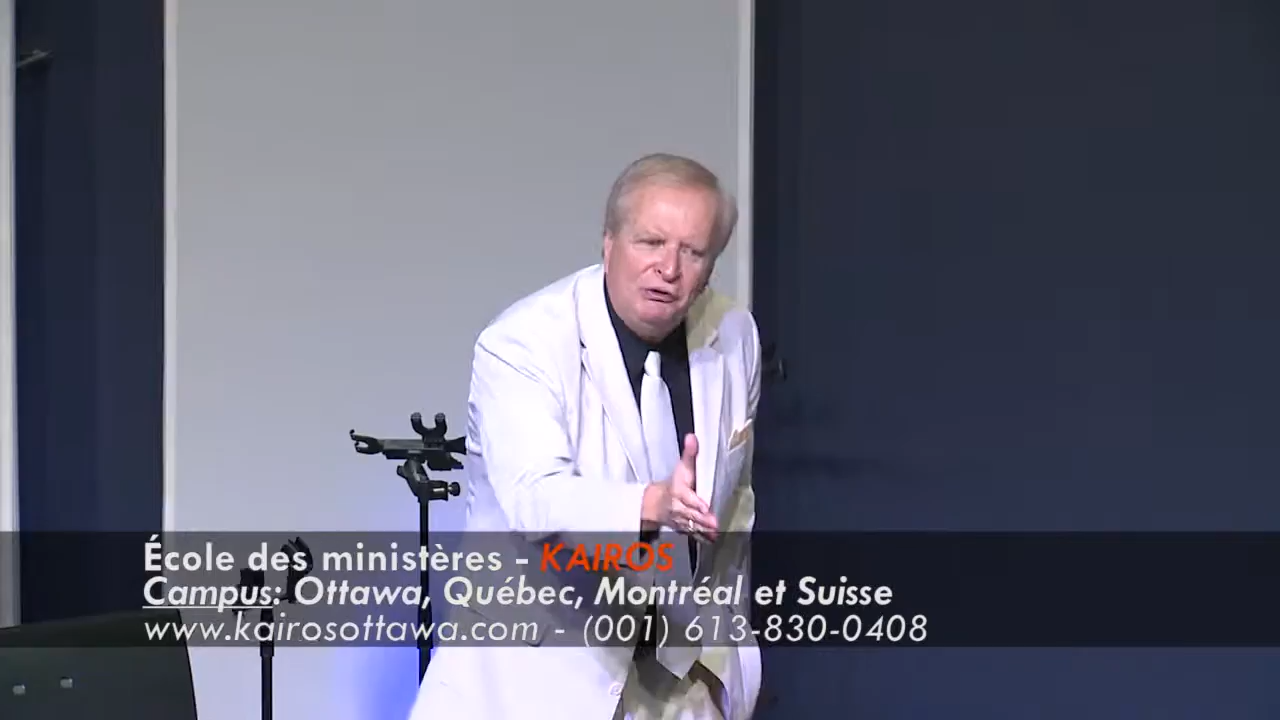 École des ministères - KAIROS
Campus: Ottawa, Québec, Montréal et Suisse
www.kairosottawa.com - (001) 613-830-0408